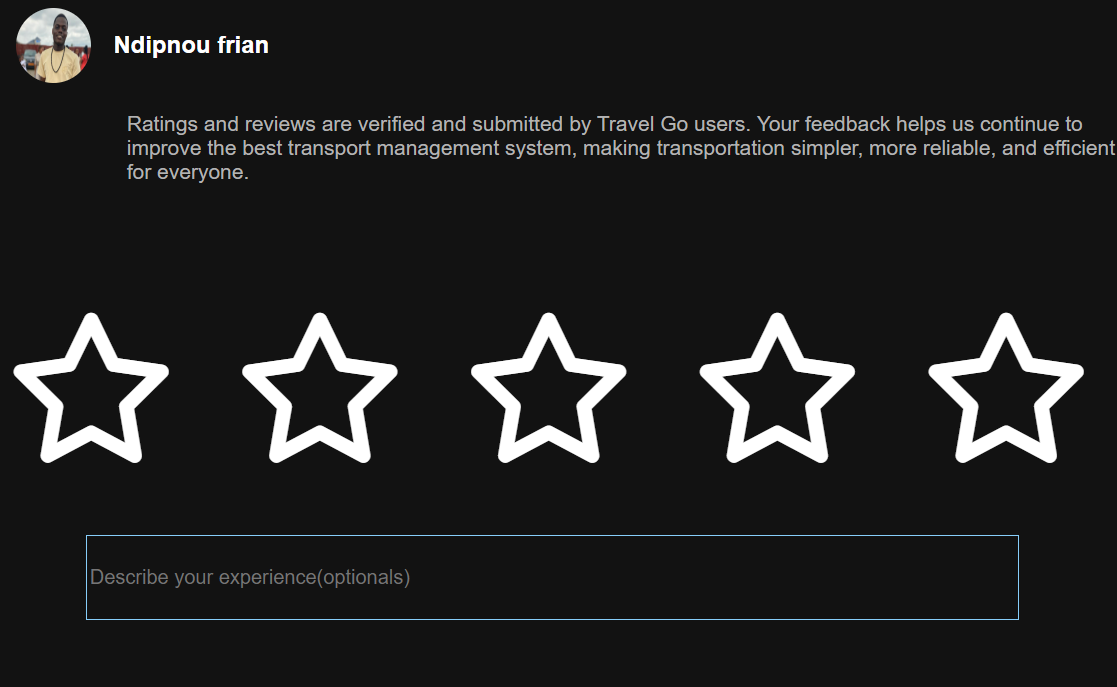 Ndipnou frian
Ratings and reviews are verified and submitted by Travel Go users. Your feedback helps us continue to
improve the best transport management system, making transportation simpler, more reliable, and efficient
for everyone.
Describe your experience(optionals)